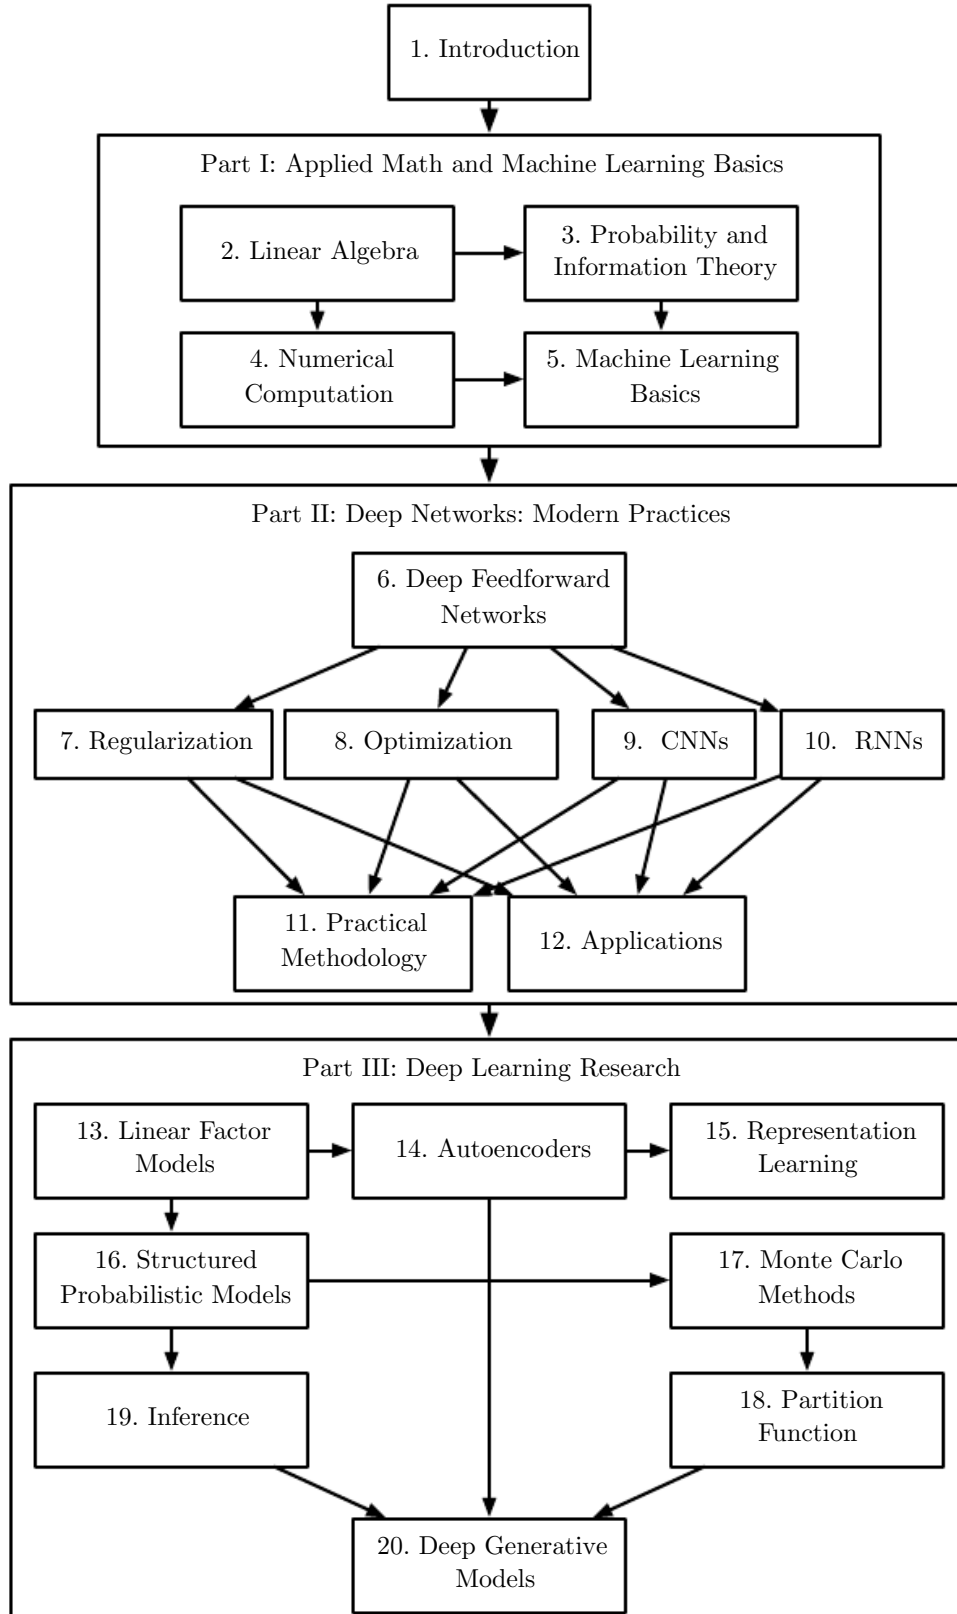 1. Introduction
Part I: Applied Math and Machine Learning Basics
2. Linear Algebra
3. Probability and
Information Theory
4. Numerical
Computation
5. Machine Learning
Basics
Part II: Deep Networks: Modern Practices
6. Deep Feedforward
Networks
7. Regularization
8. Optimization
9. CNNs
10. RNNs
11. Practical
Methodology
12. Applications
Part III: Deep Learning Research
13. Linear Factor
Models
14. Autoencoders
15. Representation
Learning
16. Structured
Probabilistic Models
17. Monte Carlo
Methods
19. Inference
18. Partition
Function
20. Deep Generative
Models